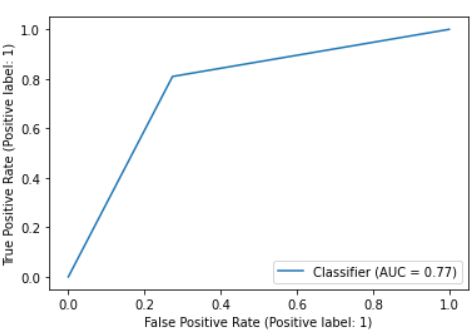 True Positive Rate (Positive label: 1)
1.0
0.8
0.6
0.4
0.2
0.0
Classifier (AUC = 0.77)
0.0 0.2 0.4 0.6 0.8 1.0
False Positive Rate (Positive label: 1)